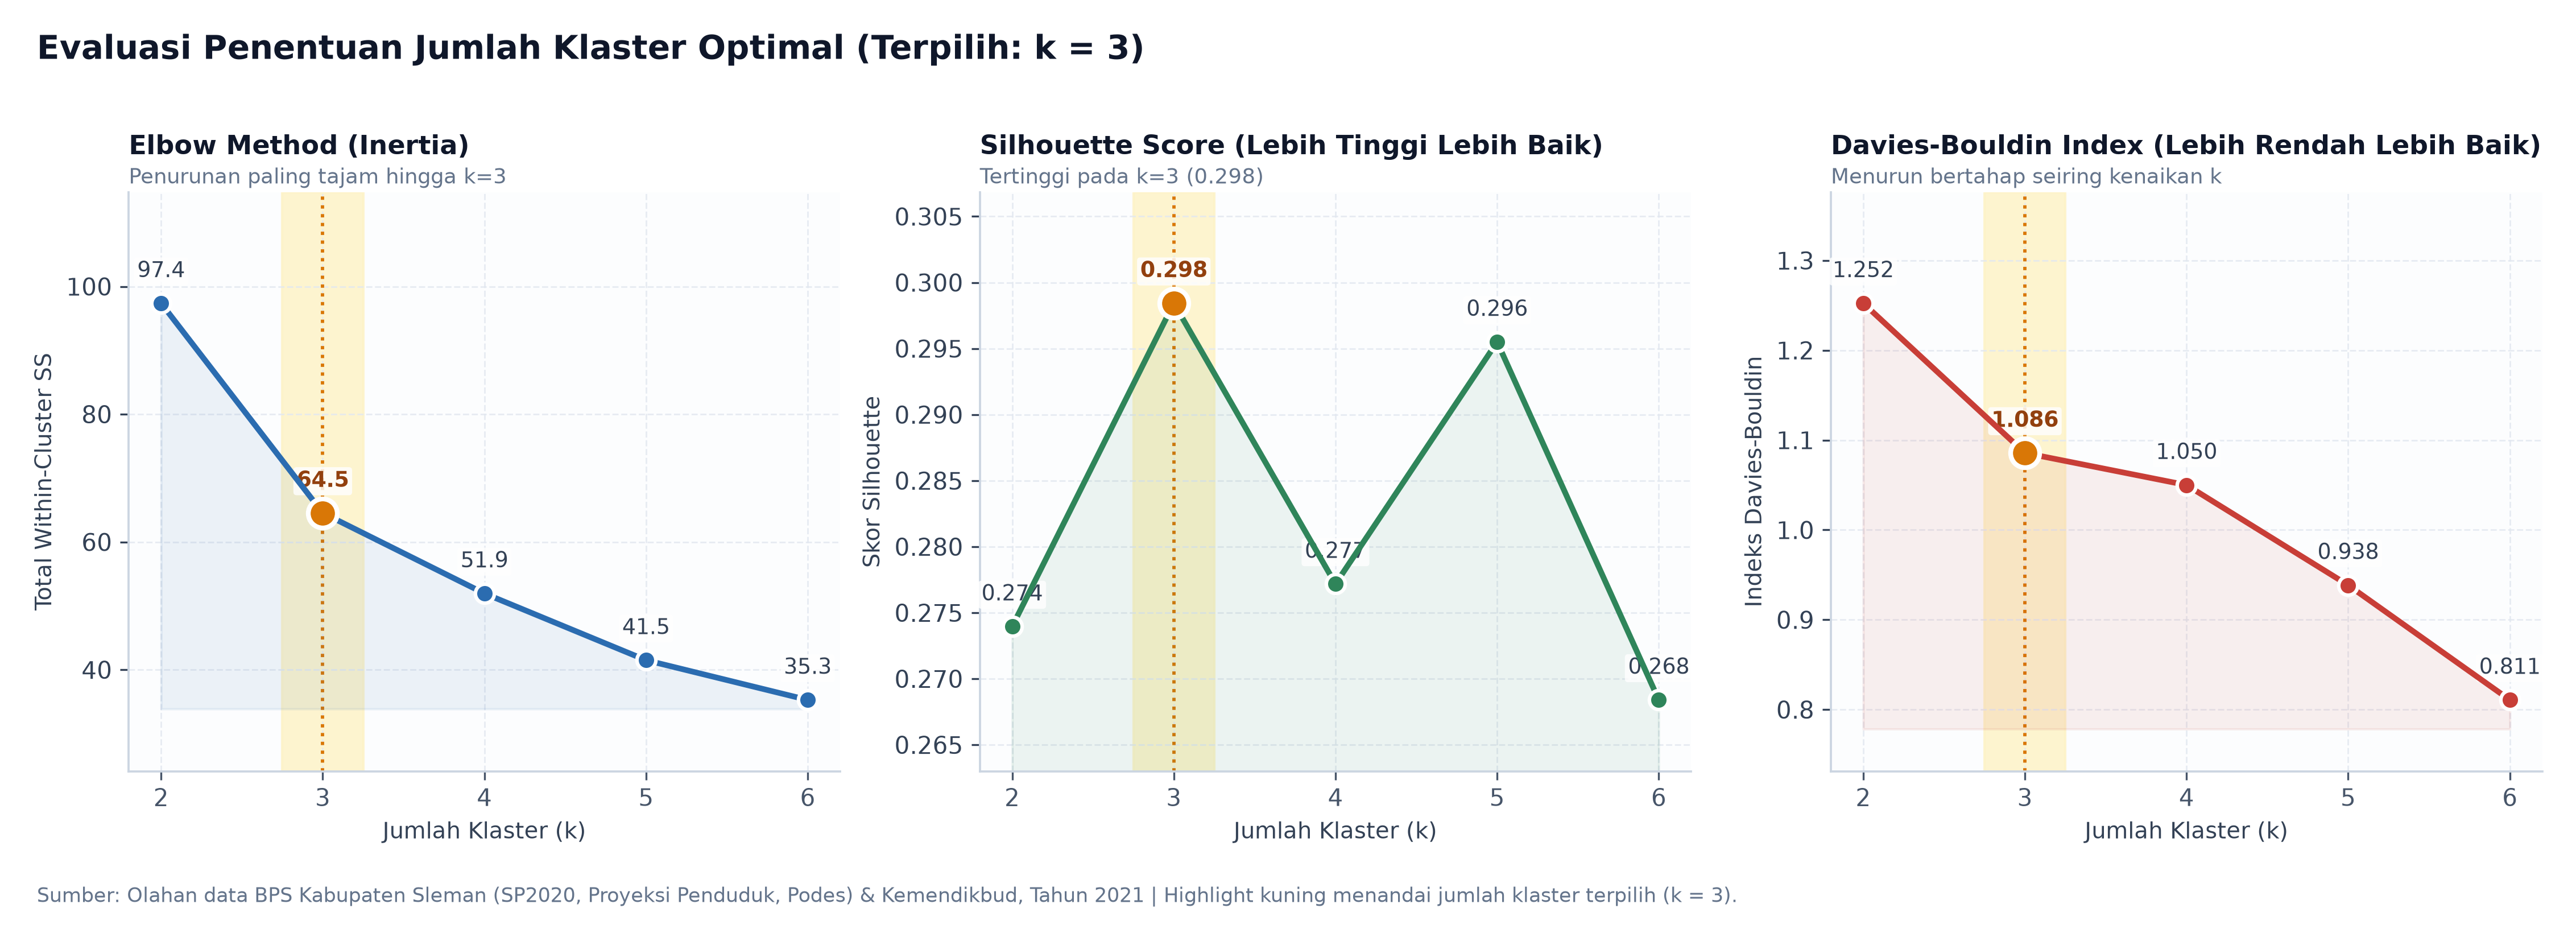 Evaluasi Penentuan Jumlah Klaster Optimal (Terpilih: k = 3)
Elbow Method (Inertia)
Penurunan paling tajam hingga k=3
Total Within-Cluster SS
100
80
60
40
97.4
64.5
51.9
41.5
35.3
2 3 4 5 6
Jumlah Klaster (k)
Silhouette Score (Lebih Tinggi Lebih Baik)
Tertinggi pada k=3 (0.298)
Skor Silhouette
0.305
0.300
0.295
0.290
0.285
0.280
0.275
0.270
0.265
0.274
0.298
0.277
0.296
0.268
2 3 4 5 6
Jumlah Klaster (k)
Davies-Bouldin Index (Lebih Rendah Lebih Baik)
Menurun bertahap seiring kenaikan k
Indeks Davies-Bouldin
1.3
1.2
1.1
1.0
0.9
0.8
1.252
1.086
1.050
0.938
0.811
2 3 4 5 6
Jumlah Klaster (k)
Sumber: Olahan data BPS Kabupaten Sleman (SP2020, Proyeksi Penduduk, Podes) & Kemendikbud, Tahun 2021 | Highlight kuning menandai jumlah klaster terpilih (k = 3).